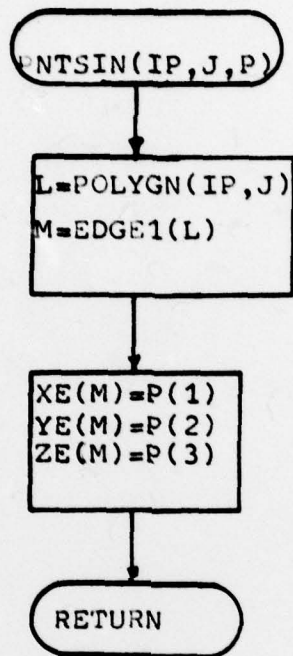 PNTSIN(IP,J,P)
L=POLYGN(IP,J)
M=EDGE1(L)
XE(M)=P(1)
YE(M)=P(2)
ZE(M)=P(3)
RETURN